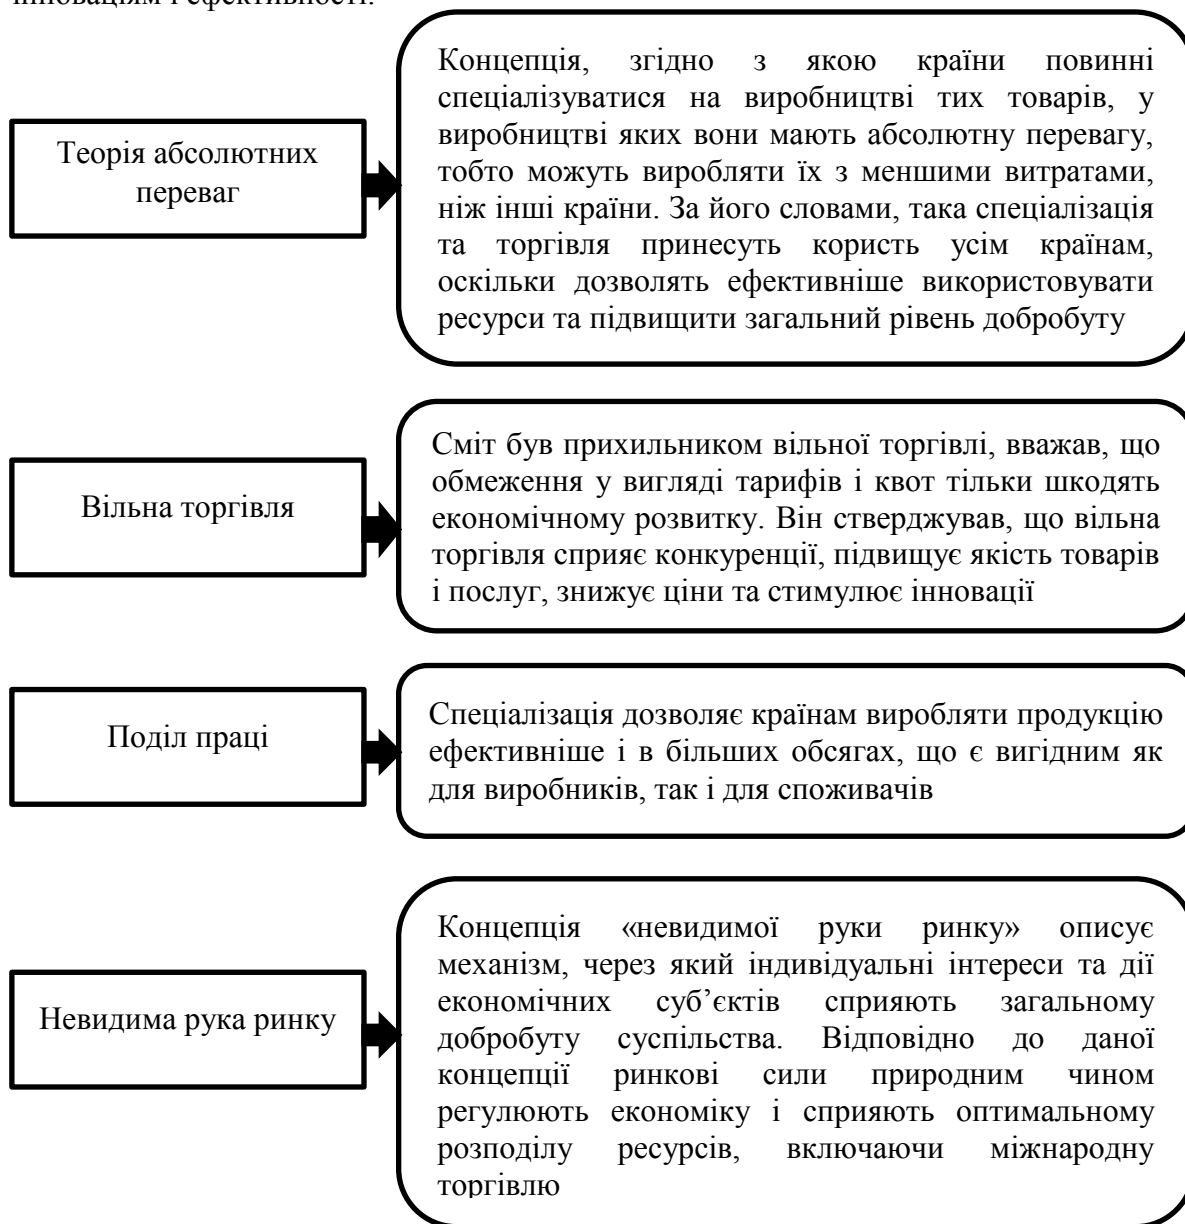 інноваціям і ефективності.
Теорія абсолютних
переваг
Концепція, згідно з якою країни повинні
спеціалізуватися на виробництві тих товарів, у
виробництві яких вони мають абсолютну перевагу,
тобто можуть виробляти їх з меншими витратами,
ніж інші країни. За його словами, така спеціалізація
та торгівля принесуть користь усім країнам,
оскільки дозволять ефективніше використовувати
ресурси та підвищити загальний рівень добробуту
Вільна торгівля
Сміт був прихильником вільної торгівлі, вважав, що
обмеження у вигляді тарифів і квот тільки шкодять
економічному розвитку. Він стверджував, що вільна
торгівля сприяє конкуренції, підвищує якість товарів
і послуг, знижує ціни та стимулює інновації
Поділ праці
Спеціалізація дозволяє країнам виробляти продукцію
ефективніше і в більших обсягах, що є вигідним як
для виробників, так і для споживачів
Невидима рука ринку
Концепція «невидимої руки ринку» описує
механізм, через який індивідуальні інтереси та дії
економічних суб’єктів сприяють загальному
добробуту суспільства. Відповідно до даної
концепції ринкові сили природним чином
регулюють економіку і сприяють оптимальному
розподілу ресурсів, включаючи міжнародну
торгівлю